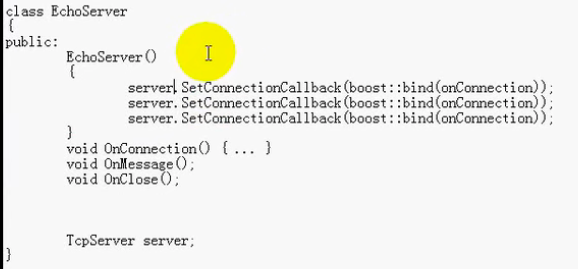 class EchoServer
{
public:
EchoServer()
{
server.SetConnectionCallback(boost::bind(onConnection));
server.SetConnectionCallback(boost::bind(onConnection));
server.SetConnectionCallback(boost::bind(onConnection));
}
void OnConnection() { ... }
void OnMessage();
void OnClose();
TcpServer server;
}